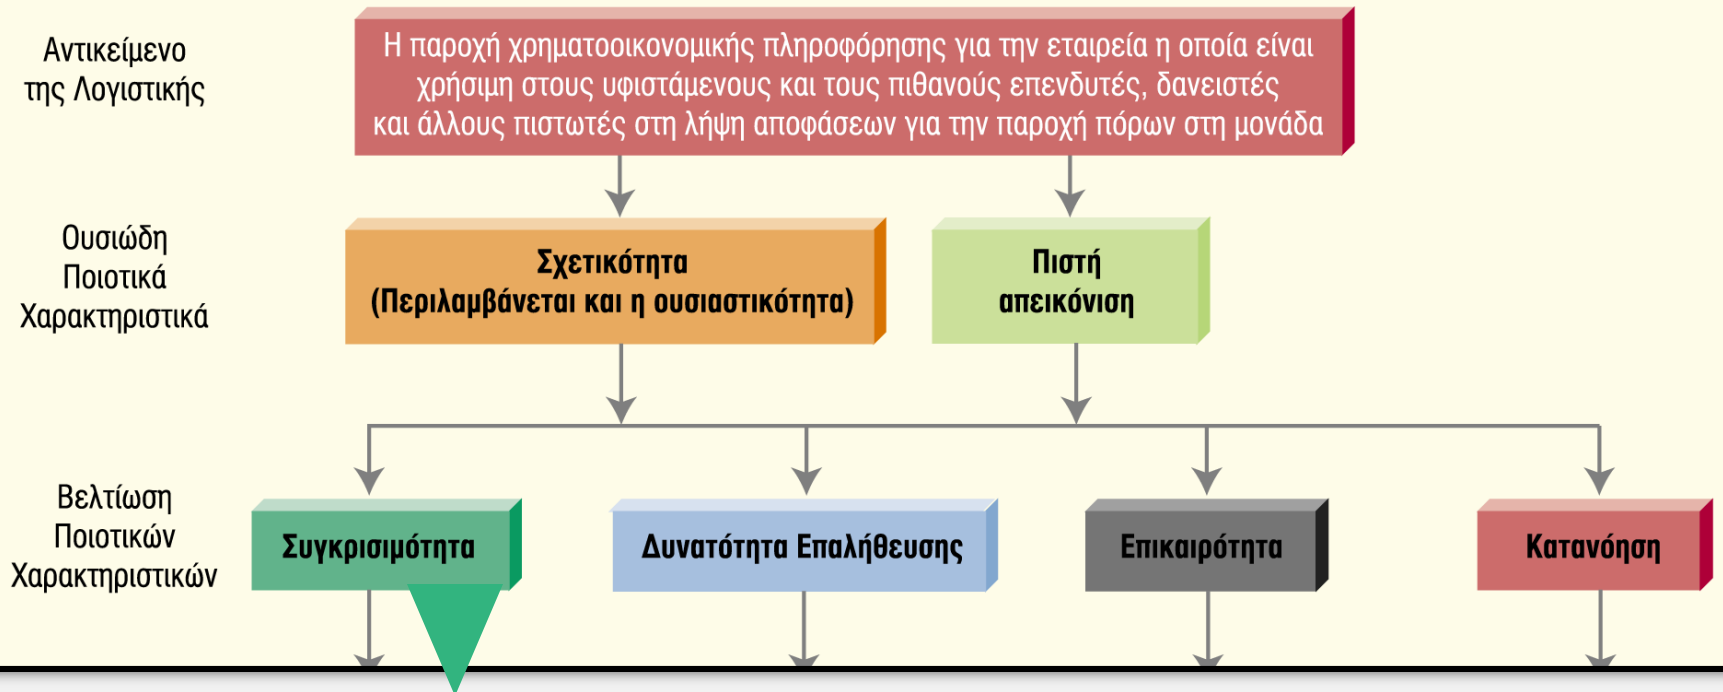 Αντικείμενο
της Λογιστικής
Η παροχή χρηματοοικονομικής πληροφόρησης για την εταιρεία η οποία είναι
χρήσιμη στους υφιστάμενους και τους πιθανούς επενδυτές, δανειστές
και άλλους πιστωτές στη λήψη αποφάσεων για την παροχή πόρων στη μονάδα
Ουσιώδη
Ποιοτικά
Χαρακτηριστικά
Σχετικότητα
(Περιλαμβάνεται και η ουσιαστικότητα)
Πιστή
απεικόνιση
Βελτίωση
Ποιοτικών
Χαρακτηριστικών
Συγκρισιμότητα
Δυνατότητα Επαλήθευσης
Επικαιρότητα
Κατανόηση